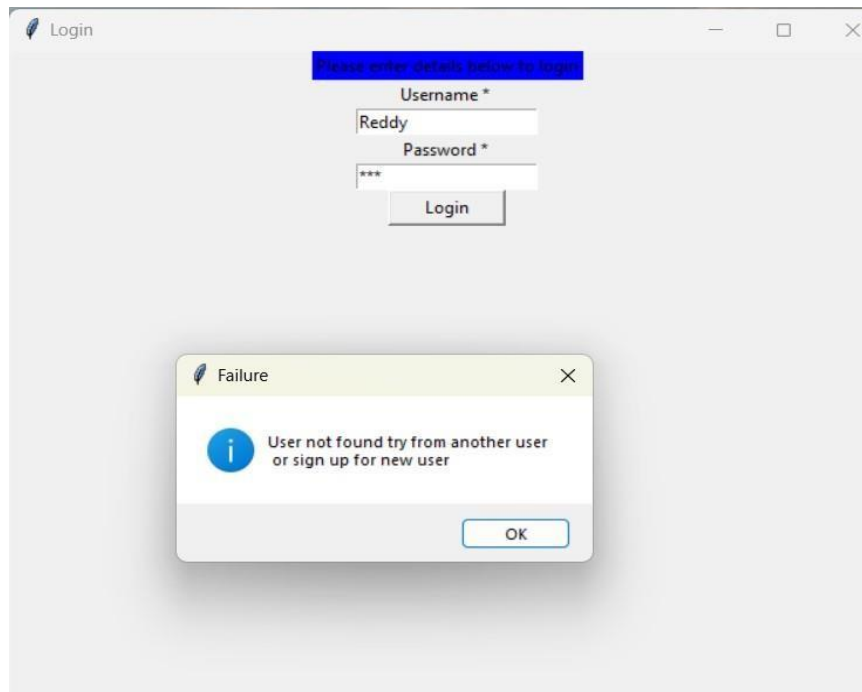 Login
Please enter details below to login
Username *
Reddy
Password *
***
Login
Failure
User not found try from another user
or sign up for new user
OK